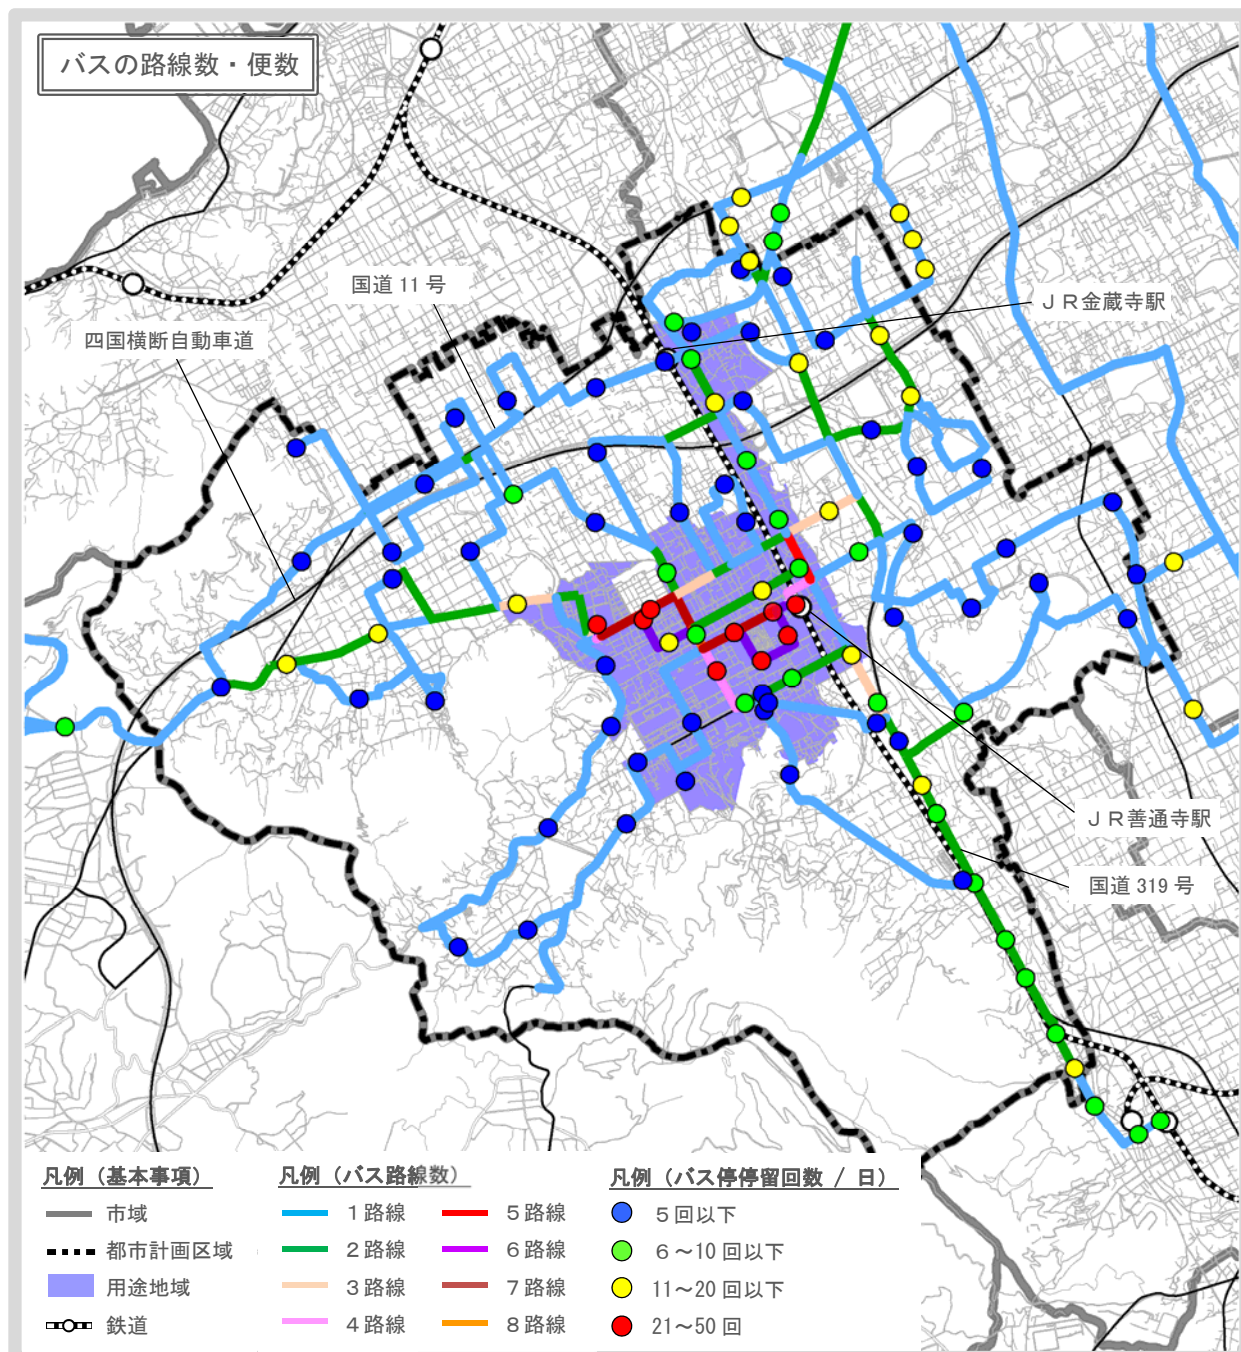 バスの路線数・便数
国道 11 号
ＪＲ金蔵寺駅
四国横断自動車道
ＪＲ善通寺駅
国道 319 号
凡例（基本事項）
市域
都市計画区域
用途地域
鉄道
凡例（バス路線数）
１路線
２路線
３路線
４路線
５路線
６路線
７路線
８路線
凡例（バス停停留回数 / 日）
５回以下
６～10 回以下
11～20 回以下
21～50 回